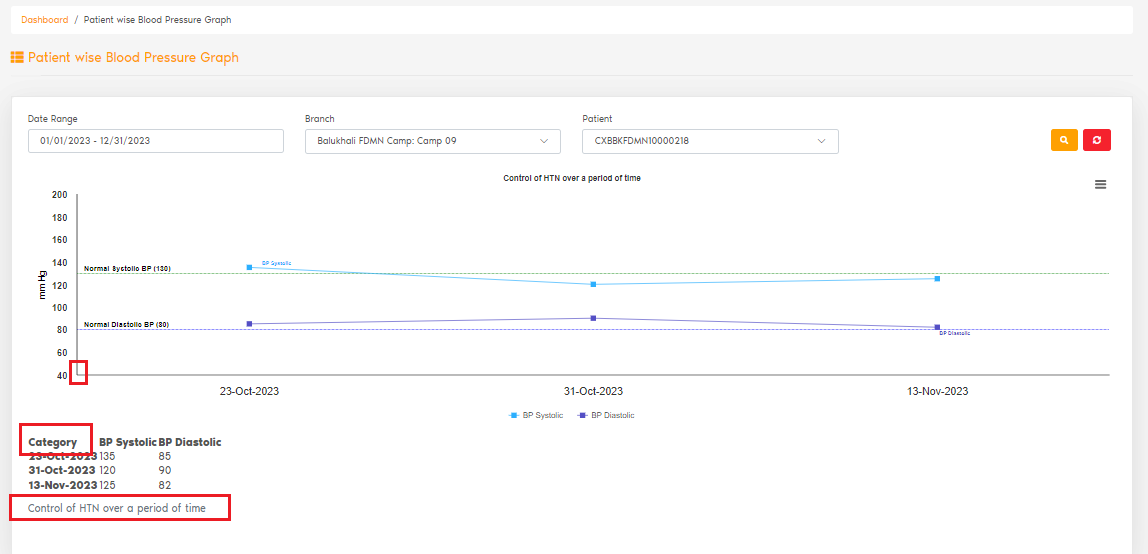 Dashboard / Patient wise Blood Pressure Graph
Patient wise Blood Pressure Graph
Date Range Branch Patient
01/01/2023 - 12/31/2023 Balukhali FDMN Camp: Camp 09 CXBBKFDMN10000218
Control of HTN over a period of time
200
180
160
140
120
100
80
60
40
mm Hg
BP Systolic
Normal Systolic BP (130)
Normal Diastolic BP (80)
BP Diastolic
23-Oct-2023 31-Oct-2023 13-Nov-2023
BP Systolic BP Diastolic
Category BP Systolic BP Diastolic
23-Oct-2023 135 85
31-Oct-2023 120 90
13-Nov-2023 125 82
Control of HTN over a period of time